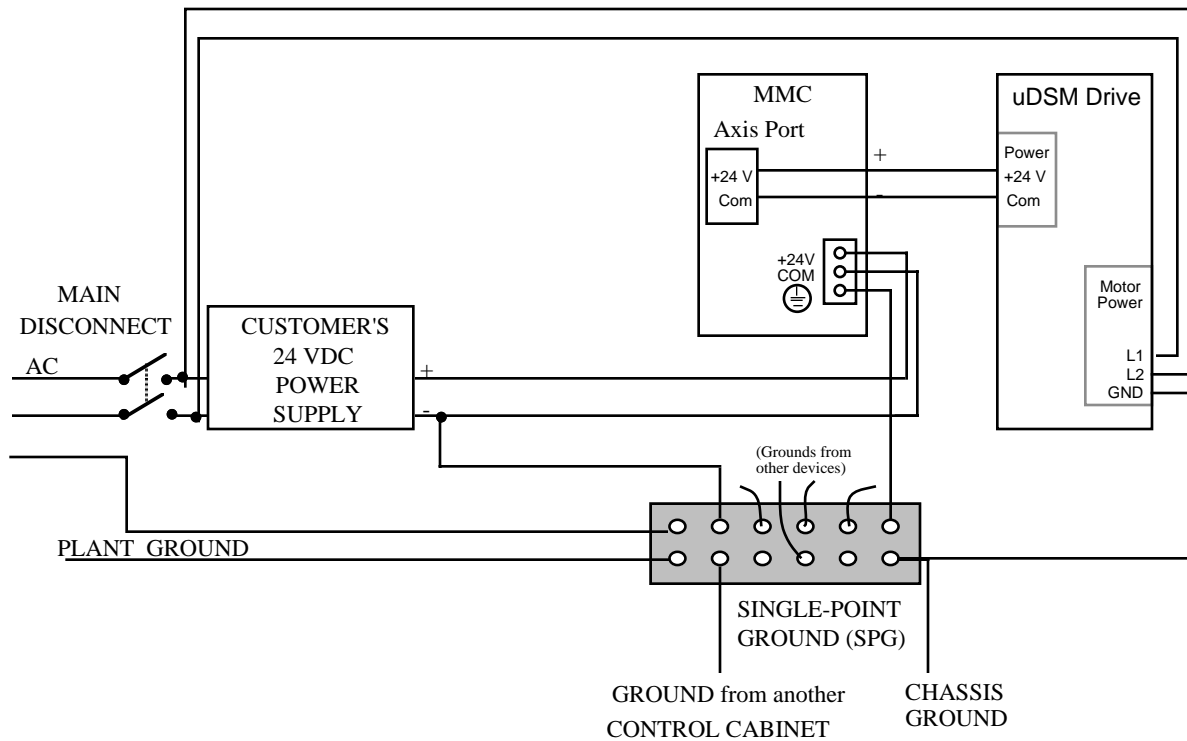 MMC
Axis Port
+24 V
Com
+
-
uDSM Drive
Power
+24 V
Com
+24V
COM
Motor
Power
L1
L2
GND
MAIN
DISCONNECT
AC
CUSTOMER'S
24 VDC
POWER
SUPPLY
+
-
(Grounds from
other devices)
PLANT GROUND
SINGLE-POINT
GROUND (SPG)
GROUND from another
CONTROL CABINET
CHASSIS
GROUND